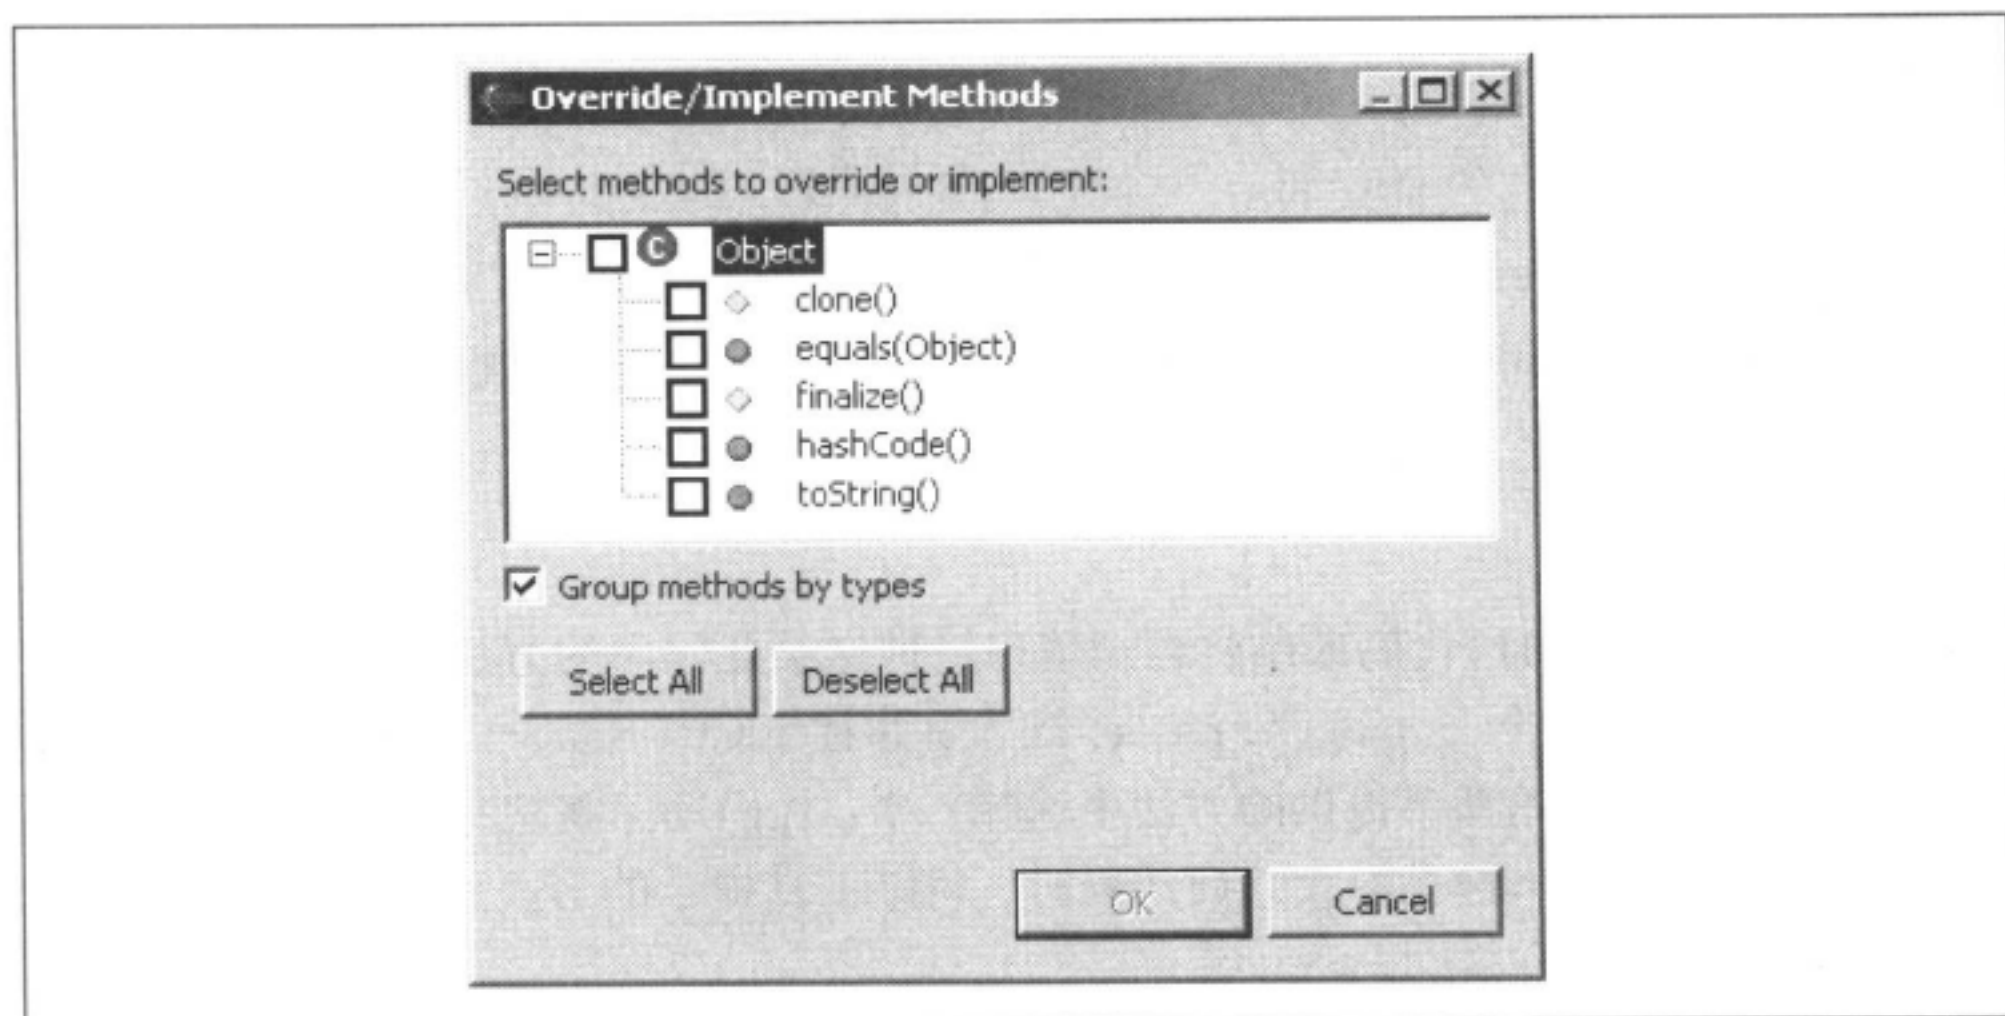 Override/Implement Methods
Select methods to override or implement:
C Object
clone()
equals(Object)
finalize()
hashCode()
toString()
Group methods by types
Select All Deselect All
OK Cancel